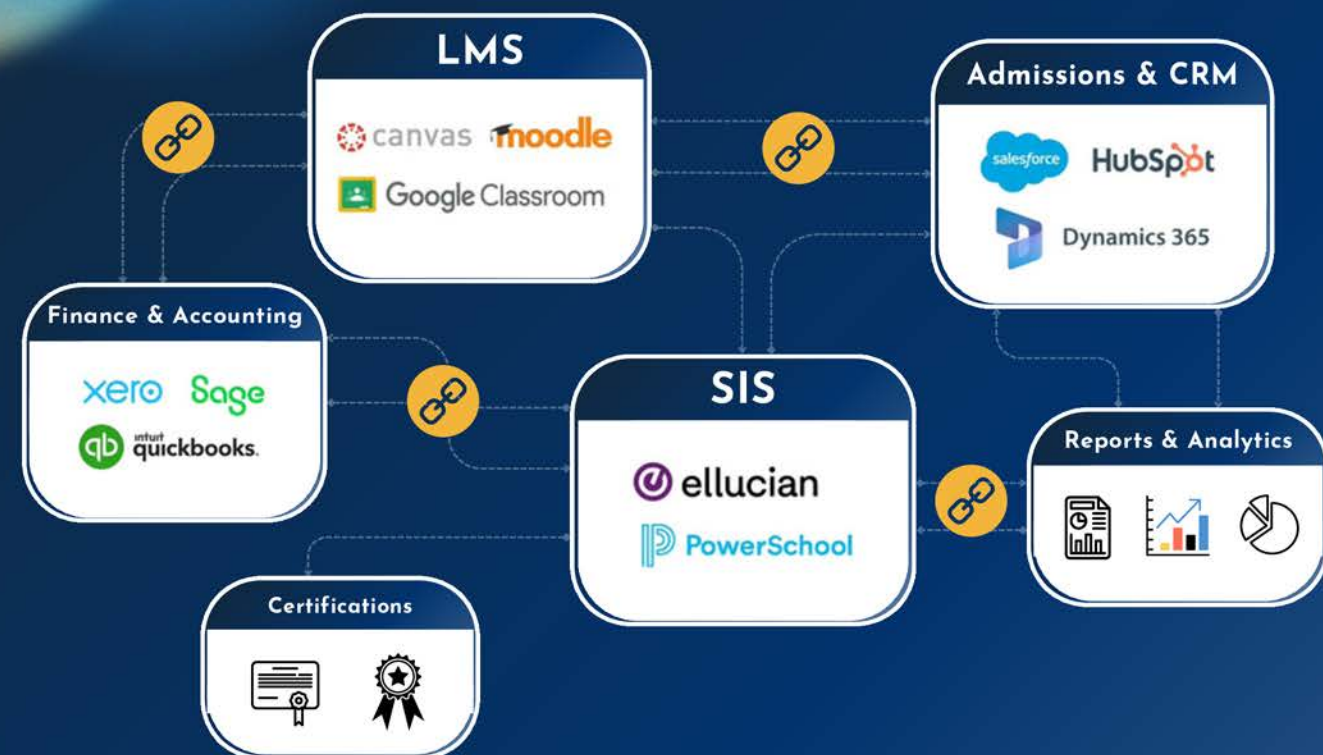 LMS
canvas moodle
Google Classroom
Admissions & CRM
salesforce HubSpot
Dynamics 365
Finance & Accounting
xero Sage
qb intuit quickbooks.
SIS
ellucian
PowerSchool
Reports & Analytics
Certifications